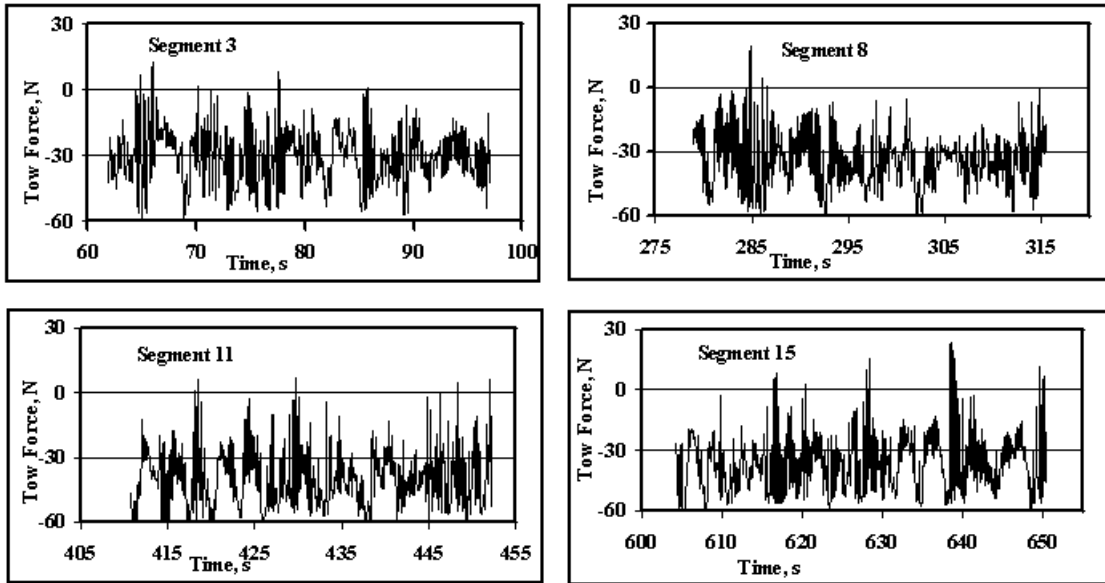 30
Segment 3
0
Tow Force, N
-30
-60
60 70 80 90 100
Time, s
30
Segment 8
0
Tow Force, N
-30
-60
275 285 295 305 315
Time, s
30
Segment 11
0
Tow Force, N
-30
-60
405 415 425 435 445 455
Time, s
30
Segment 15
0
Tow Force, N
-30
-60
600 610 620 630 640 650
Time, s